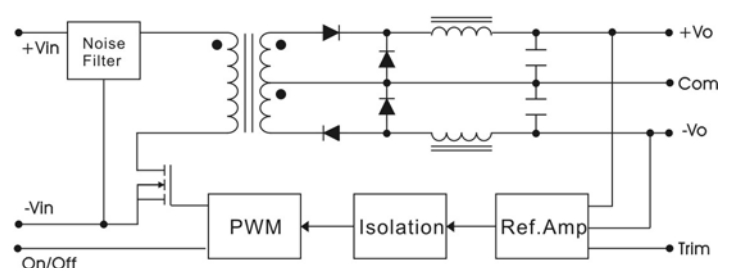 +Vin
Noise
Filter
+Vo
Com
-Vo
-Vin
PWM
Isolation
Ref.Amp
Trim
On/Off